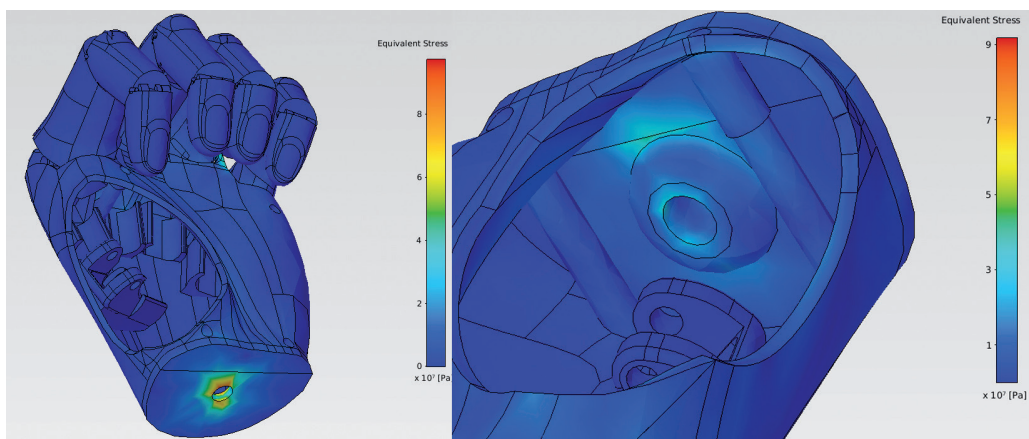 Equivalent Stress
8
6
4
2
0
x 10⁷ [Pa]
Equivalent Stress
9
7
5
3
1
x 10⁷ [Pa]